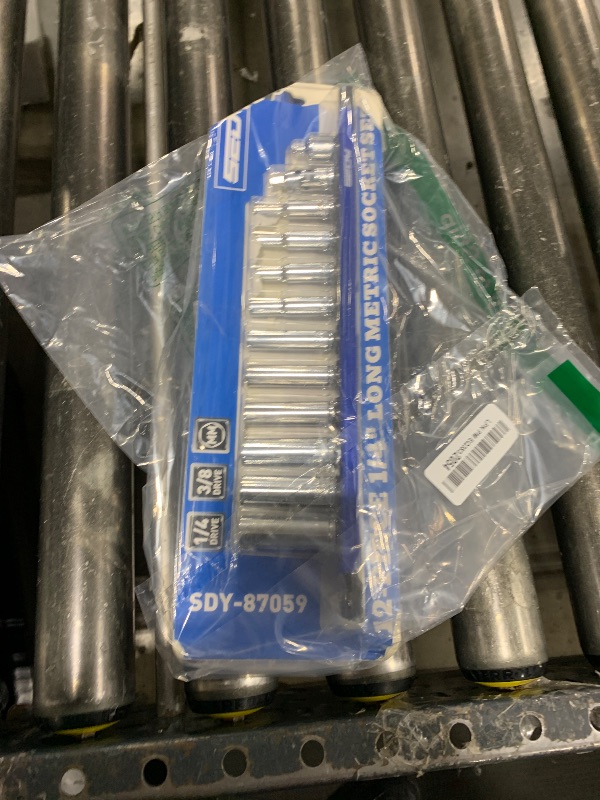 12-PIECE 1/4" LONG METRIC SOCKET SET
(MM)
3/8
DRIVE
1/4
DRIVE
SDY-87059